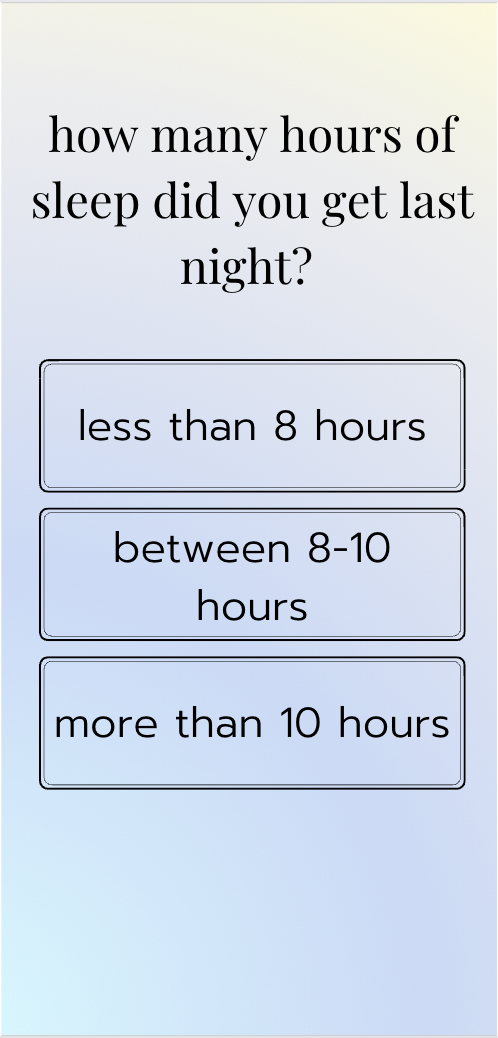 how many hours of
sleep did you get last
night?
less than 8 hours
between 8-10
hours
more than 10 hours